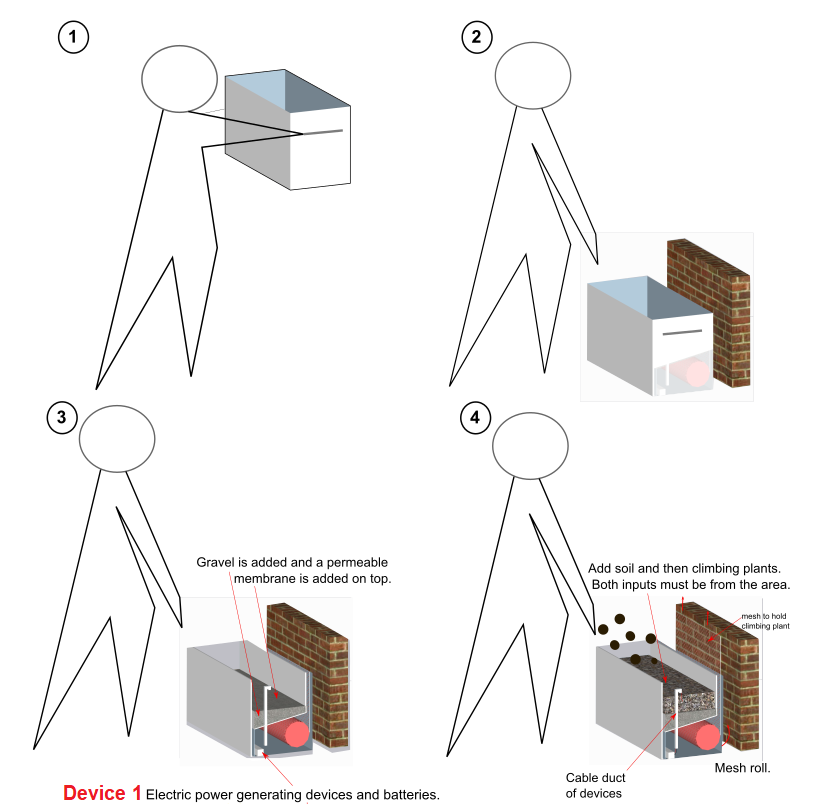 1
2
3
Gravel is added and a permeable
membrane is added on top.
Device 1 Electric power generating devices and batteries.
4
Add soil and then climbing plants.
Both inputs must be from the area.
mesh to hold
climbing plant
Mesh roll.
Cable duct
of devices